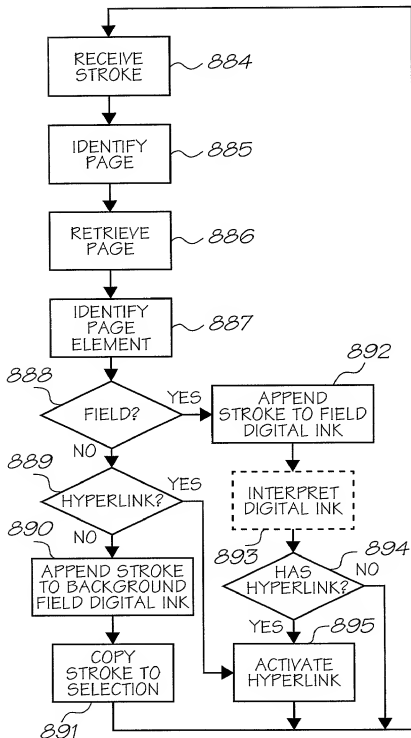 RECEIVE
STROKE
884
IDENTIFY
PAGE
885
RETRIEVE
PAGE
886
IDENTIFY
PAGE
ELEMENT
887
888
FIELD?
YES
NO
892
APPEND
STROKE TO FIELD
DIGITAL INK
889
HYPERLINK?
YES
NO
INTERPRET
DIGITAL INK
893
890
APPEND STROKE
TO BACKGROUND
FIELD DIGITAL INK
894
HAS
HYPERLINK?
NO
YES
895
COPY
STROKE TO
SELECTION
891
ACTIVATE
HYPERLINK